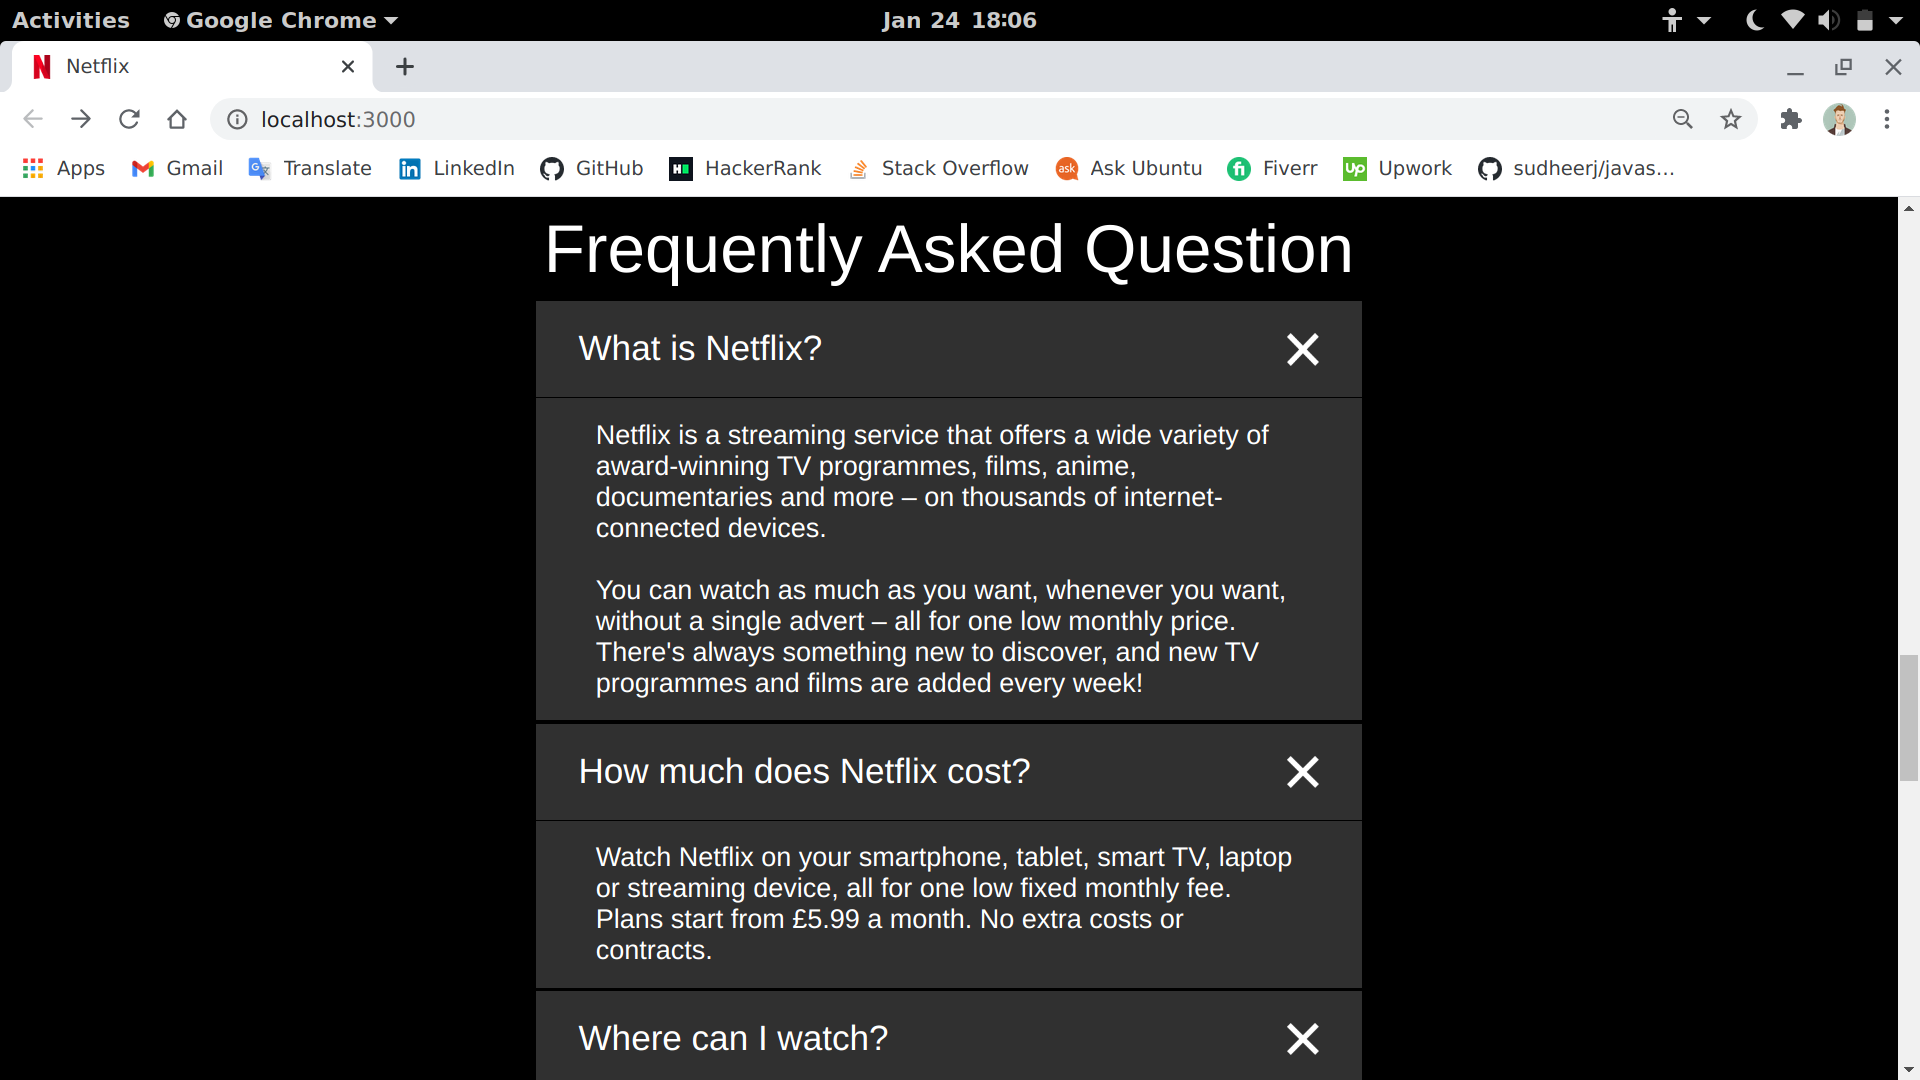 Activities Google Chrome Jan 24 18:06
Netflix
localhost:3000
Apps Gmail Translate LinkedIn GitHub HackerRank Stack Overflow Ask Ubuntu Fiverr Upwork sudheerj/javas...
Frequently Asked Question
What is Netflix?
Netflix is a streaming service that offers a wide variety of
award-winning TV programmes, films, anime,
documentaries and more – on thousands of internet-
connected devices.
You can watch as much as you want, whenever you want,
without a single advert – all for one low monthly price.
There's always something new to discover, and new TV
programmes and films are added every week!
How much does Netflix cost?
Watch Netflix on your smartphone, tablet, smart TV, laptop
or streaming device, all for one low fixed monthly fee.
Plans start from £5.99 a month. No extra costs or
contracts.
Where can I watch?